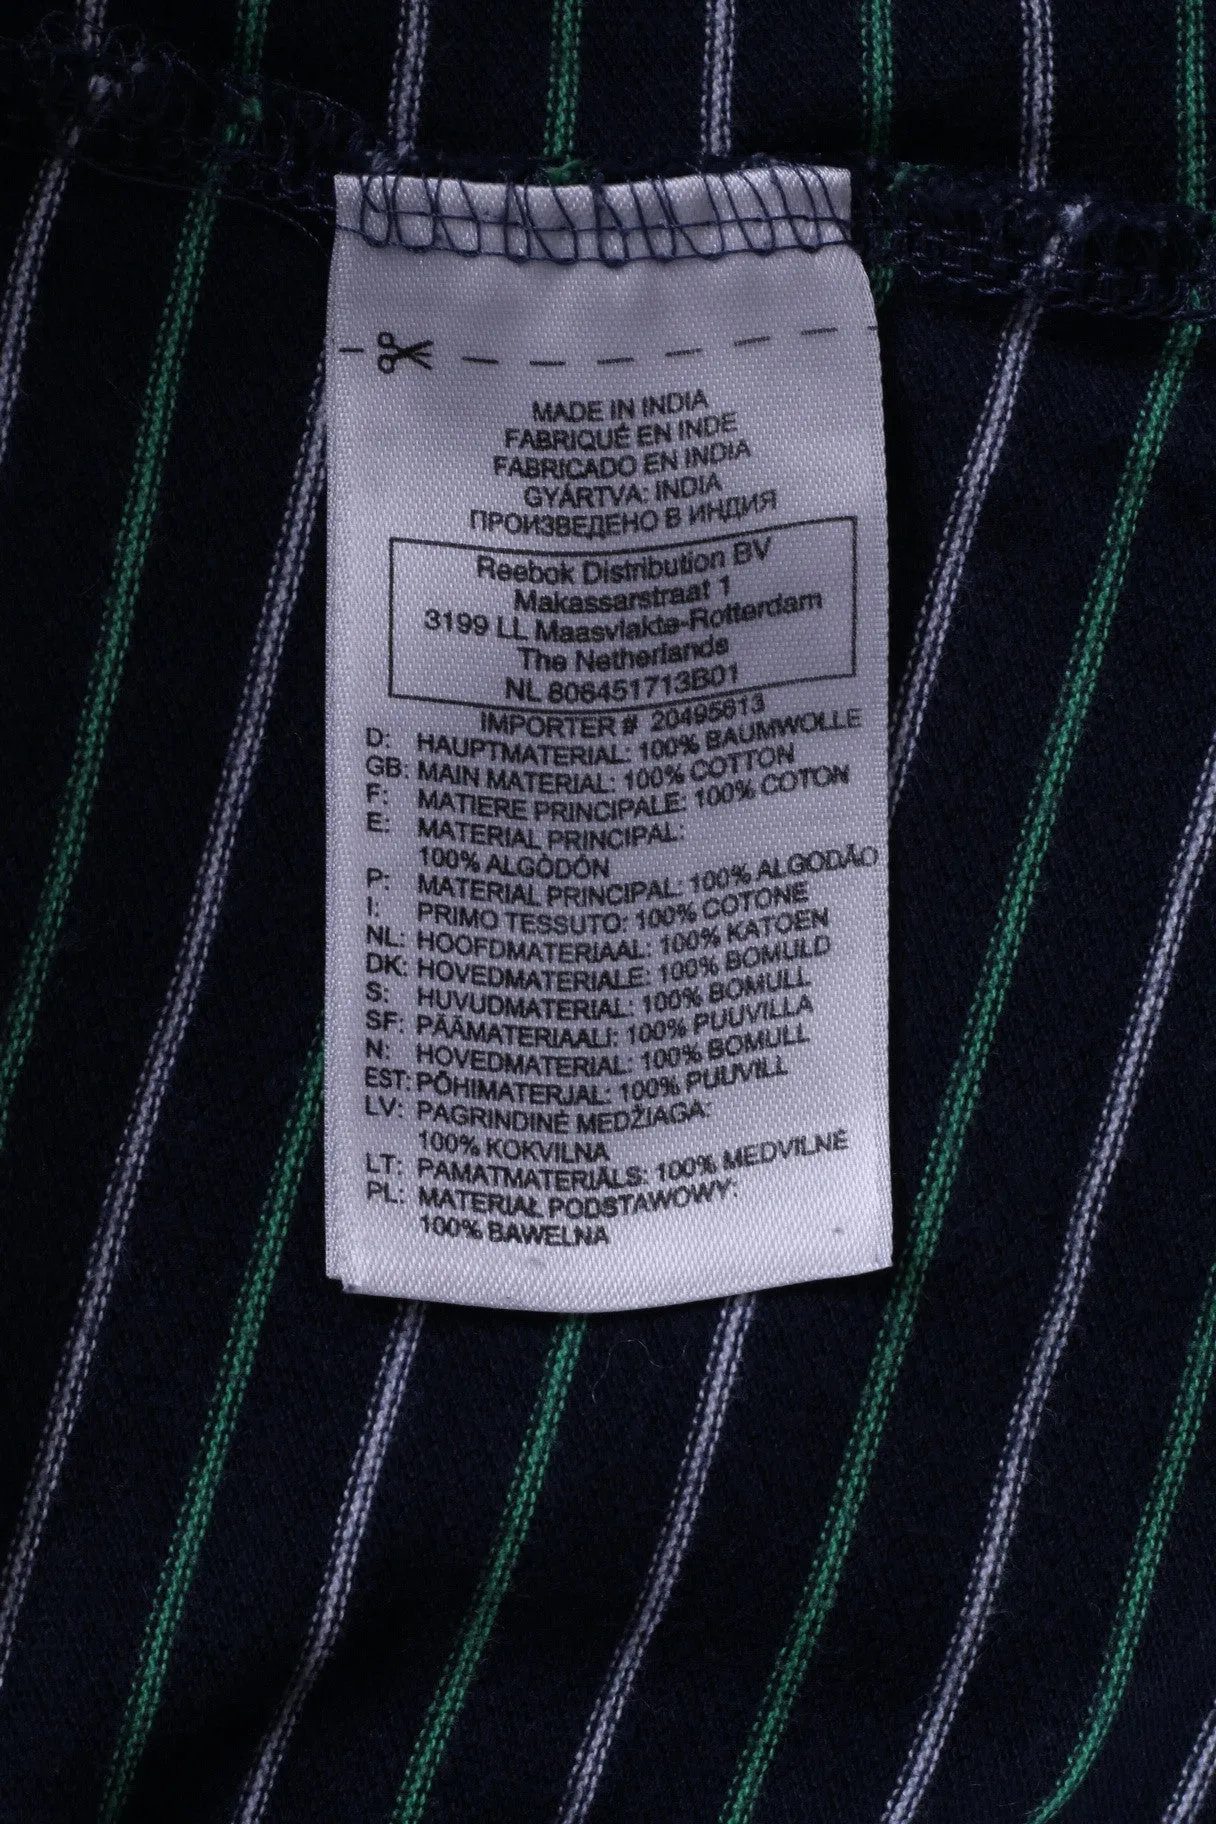 MADE IN INDIA
FABRIQUÉ EN INDE
FABRICADO EN INDIA
GYÁRTVA: INDIA
ПРОИЗВЕДЕНО В ИНДИЯ
Reebok Distribution BV
Makassarstraat 1
3199 LL Maasvlakte-Rotterdam
The Netherlands
NL 806451713B01
IMPORTER # 20495613
D: HAUPTMATERIAL: 100% BAUMWOLLE
GB: MAIN MATERIAL: 100% COTTON
F: MATIERE PRINCIPALE: 100% COTON
E: MATERIAL PRINCIPAL:
100% ALGÒDÓN
P: MATERIAL PRINCIPAL: 100% ALGODÃO
I: PRIMO TESSUTO: 100% COTONE
NL: HOOFDMATERIAAL: 100% KATOEN
DK: HOVEDMATERIALE: 100% BOMULD
S: HUVUDMATERIAL: 100% BOMULL
SF: PÄÄMATERIAALI: 100% PUUVILLA
N: HOVEDMATERIAL: 100% BOMULL
EST: PÕHIMATERJAL: 100% PUUVILL
LV: PAGRINDINĖ MEDŽIAGA:
100% KOKVILNA
LT: PAMATMATERIĀLS: 100% MEDVILNĖ
PL: MATERIAŁ PODSTAWOWY:
100% BAWEŁNA